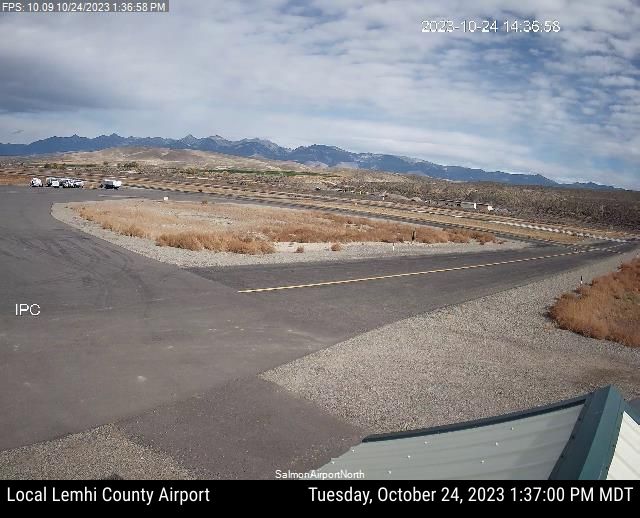 FPS: 10.09 10/24/2023 1:36:58 PM
2023-10-24 14:36:58
IPC
SalmonAirportNorth
Local Lemhi County Airport Tuesday, October 24, 2023 1:37:00 PM MDT